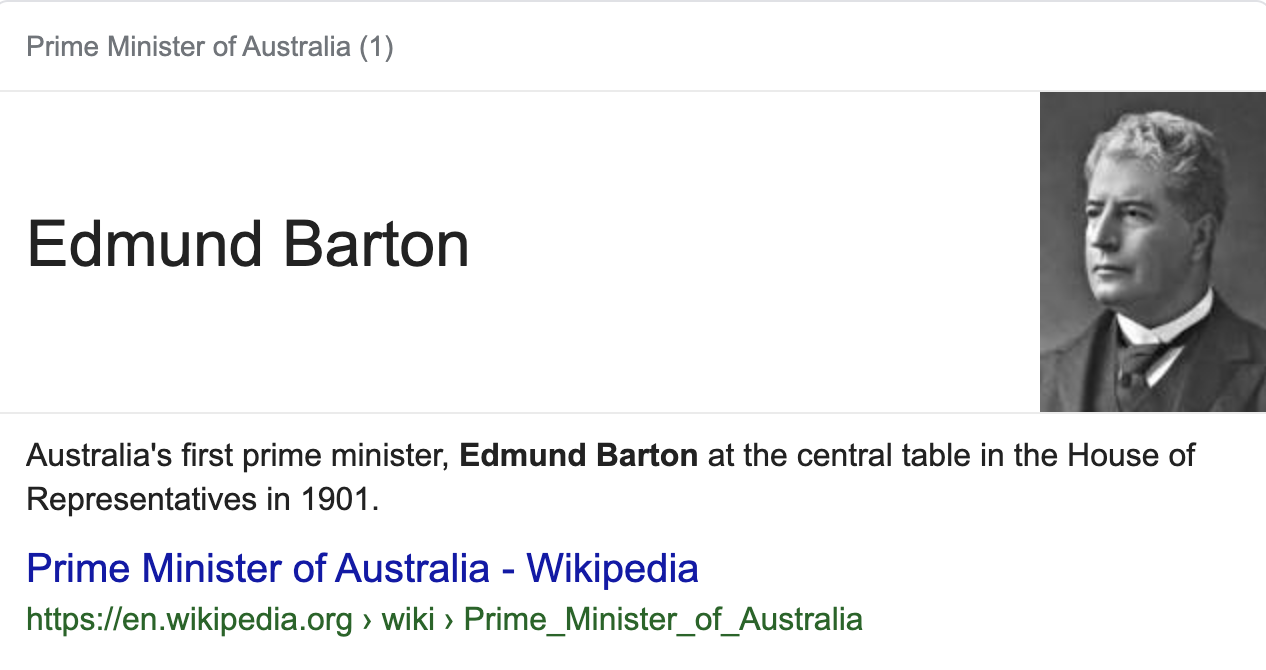 Prime Minister of Australia (1)
Edmund Barton
Australia's first prime minister, Edmund Barton at the central table in the House of
Representatives in 1901.
Prime Minister of Australia - Wikipedia
https://en.wikipedia.org › wiki › Prime_Minister_of_Australia